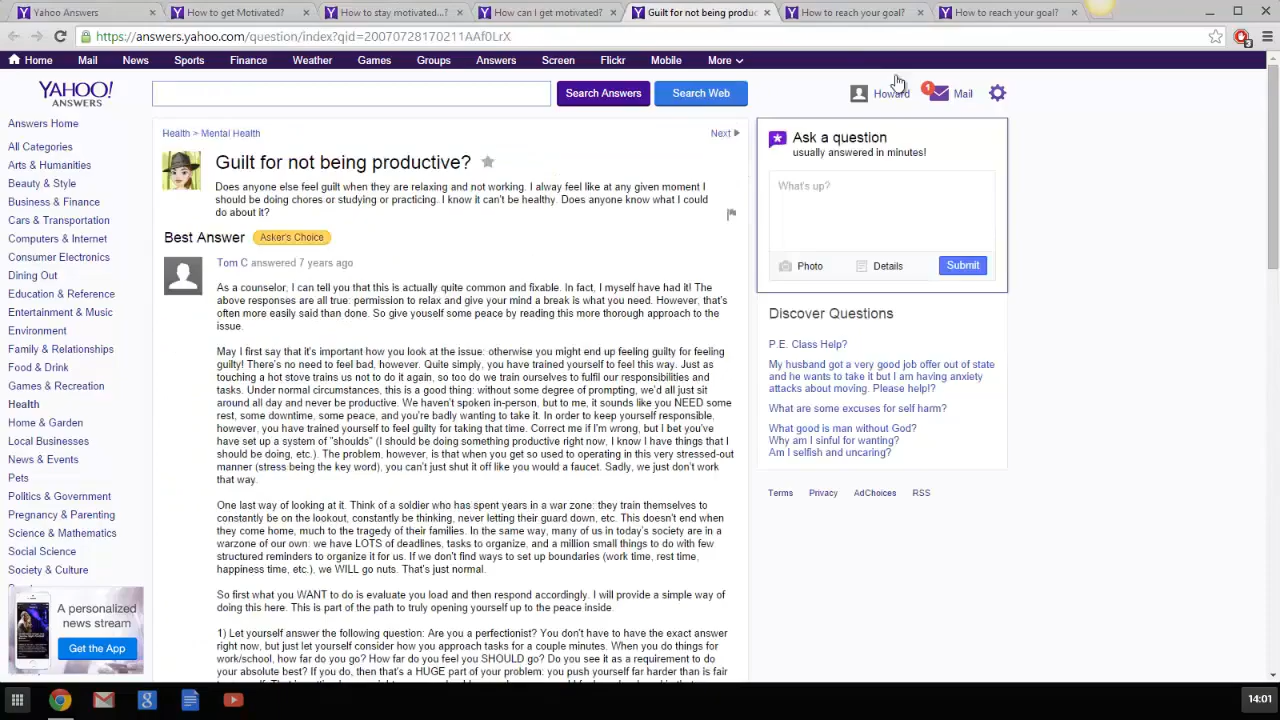 Yahoo Answers
How to get Motivated?
How to stay motivated...?
How can I get motivated?
Guilt for not being produc
How to reach your goal?
How to reach your goal?
https://answers.yahoo.com/question/index?qid=20070728170211AAf0LrX
Home Mail News Sports Finance Weather Games Groups Answers Screen Flickr Mobile More
YAHOO!
ANSWERS
Search Answers
Search Web
Howard
1
Mail
Answers Home
All Categories
Arts & Humanities
Beauty & Style
Business & Finance
Cars & Transportation
Computers & Internet
Consumer Electronics
Dining Out
Education & Reference
Entertainment & Music
Environment
Family & Relationships
Food & Drink
Games & Recreation
Health
Home & Garden
Local Businesses
News & Events
Pets
Politics & Government
Pregnancy & Parenting
Science & Mathematics
Social Science
Society & Culture
A personalized
news stream
Get the App
Health > Mental Health
Next
Guilt for not being productive?
Does anyone else feel guilt when they are relaxing and not working. I alway feel like at any given moment I
should be doing chores or studying or practicing. I know it can't be healthy. Does anyone know what I could
do about it?
Best Answer Asker's Choice
Tom C answered 7 years ago
As a counselor, I can tell you that this is actually quite common and fixable. In fact, I myself have had it! The
above responses are all true: permission to relax and give your mind a break is what you need. However, that's
often more easily said than done. So give youself some peace by reading this more thorough approach to the
issue.
May I first say that it's important how you look at the issue: otherwise you might end up feeling guilty for feeling
guilty! There's no need to feel bad, however. Quite simply, you have trained yourself to feel this way. Just as
touching a hot stove trains us not to do it again, so too do we train ourselves to fulfil our responsibilities and
tasks. Under normal circumstances, this is a good thing: without some degree of prompting, we'd all just sit
around all day and never be productive. We haven't spoken in-person, but to me, it sounds like you NEED some
rest, some downtime, some peace, and you're badly wanting to take it. In order to keep yourself responsible,
however, you have trained yourself to feel guilty for taking that time. Correct me if I'm wrong, but I bet you've
have set up a system of "shoulds" (I should be doing something productive right now, I know I have things that I
should be doing, etc.). The problem, however, is that when you get so used to operating in this very stressed-out
manner (stress being the key word), you can't just shut it off like you would a faucet. Sadly, we just don't work
that way.
One last way of looking at it. Think of a soldier who has spent years in a war zone: they train themselves to
constantly be on the lookout, constantly be thinking, never letting their guard down, etc. This doesn't end when
they come home, much to the tragedy of their families. In the same way, many of us in today's society are in a
warzone of our own: we have LOTS of deadlines, tasks to organize, and a million small things to do with few
structured reminders to organize it for us. If we don't find ways to set up boundaries (work time, rest time,
happiness time, etc.), we WILL go nuts. That's just normal.
So first what you WANT to do is evaluate you load and then respond accordingly. I will provide a simple way of
doing this here. This is part of the path to truly opening yourself up to the peace inside.
1) Let yourself answer the following question: Are you a perfectionist? You don't have to have the exact answer
right now, but just let yourself consider how you approach tasks for a couple minutes. When you do things for
work/school, how far do you go? How far do you feel you SHOULD go? Do you see it as a requirement to do
your absolute best? If you do, then that's a HUGE part of your problem: you push yourself far harder than is fair
Ask a question
usually answered in minutes!
What's up?
Photo
Details
Submit
Discover Questions
P.E. Class Help?
My husband got a very good job offer out of state
and he wants to take it but I am having anxiety
attacks about moving. Please help!?
What are some excuses for self harm?
What good is man without God?
Why am I sinful for wanting?
Am I selfish and uncaring?
Terms Privacy AdChoices RSS
14:01